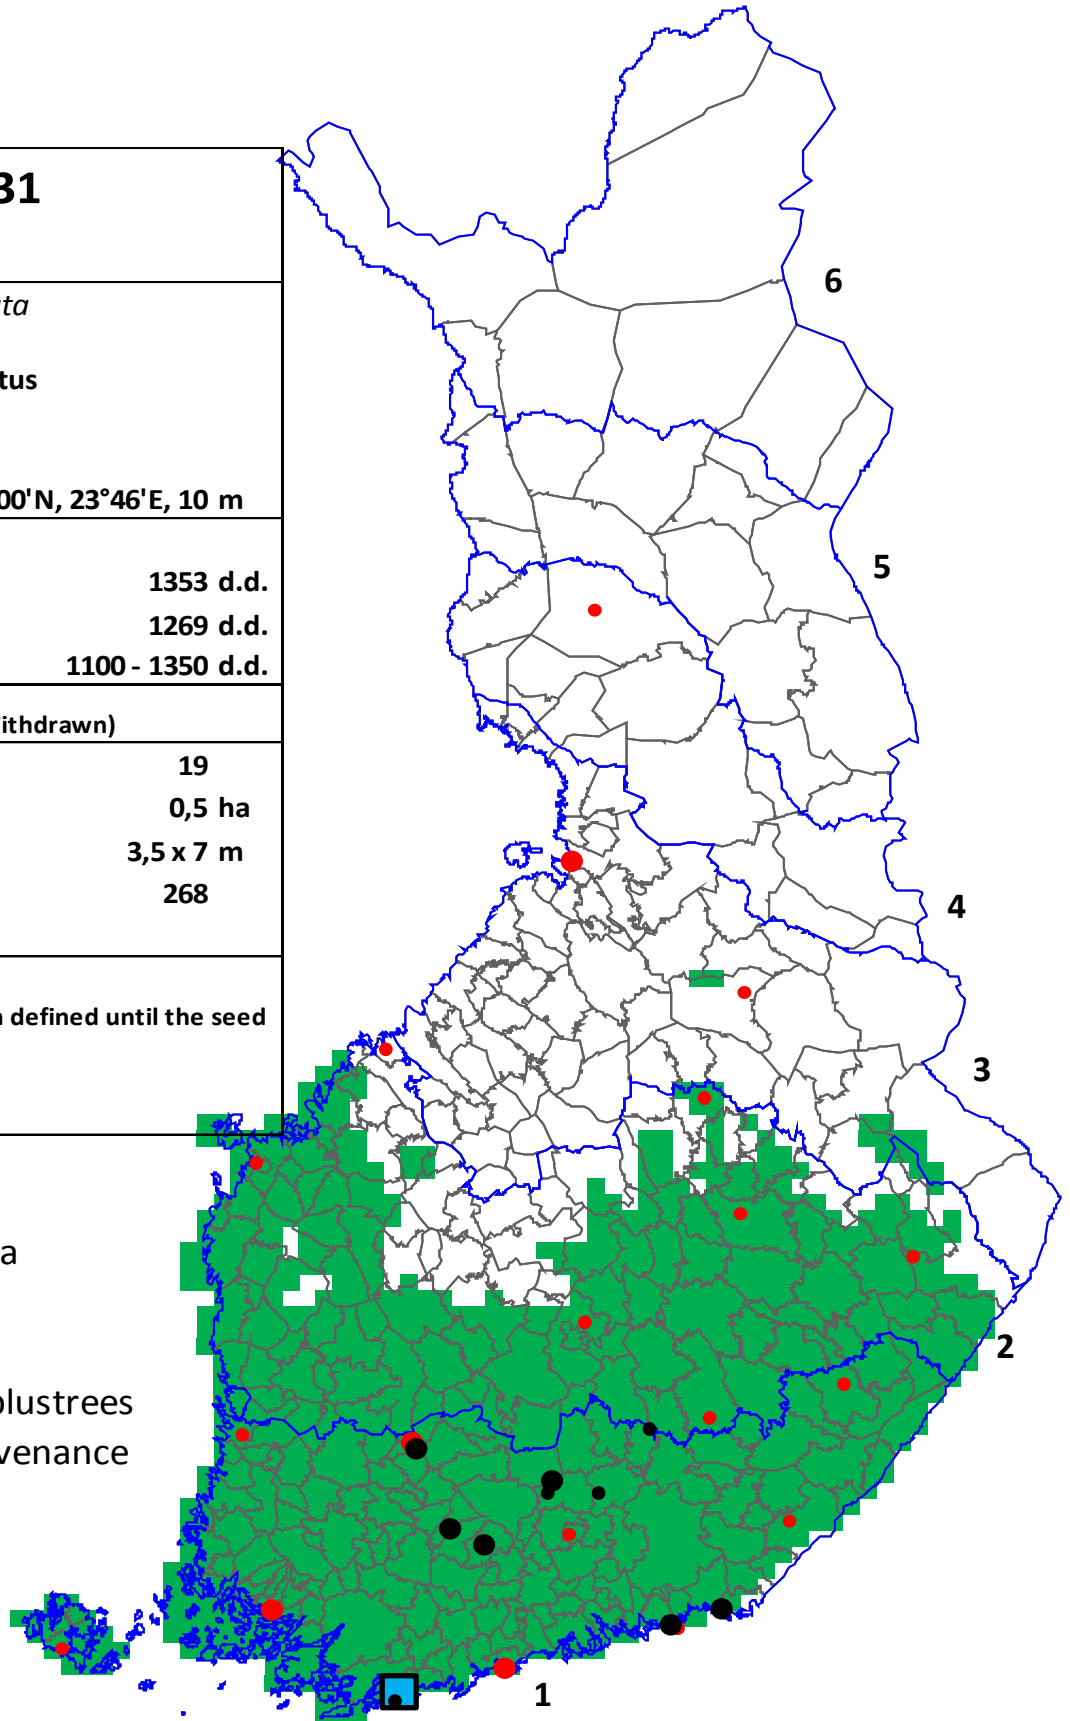 31
ta
tus
00'N, 23°46'E, 10 m
1353 d.d.
1269 d.d.
1100 - 1350 d.d.
ithdrawn)
19
0,5 ha
3,5 x 7 m
268
n defined until the seed
a
plustrees
venance
6
5
4
3
2
1